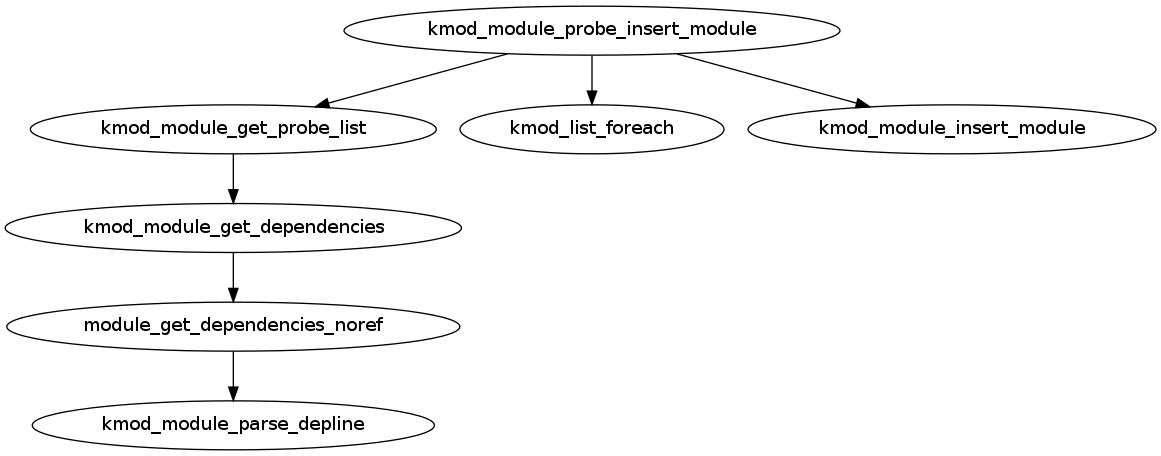 kmod_module_probe_insert_module
kmod_module_get_probe_list
kmod_list_foreach
kmod_module_insert_module
kmod_module_get_dependencies
module_get_dependencies_noref
kmod_module_parse_depline